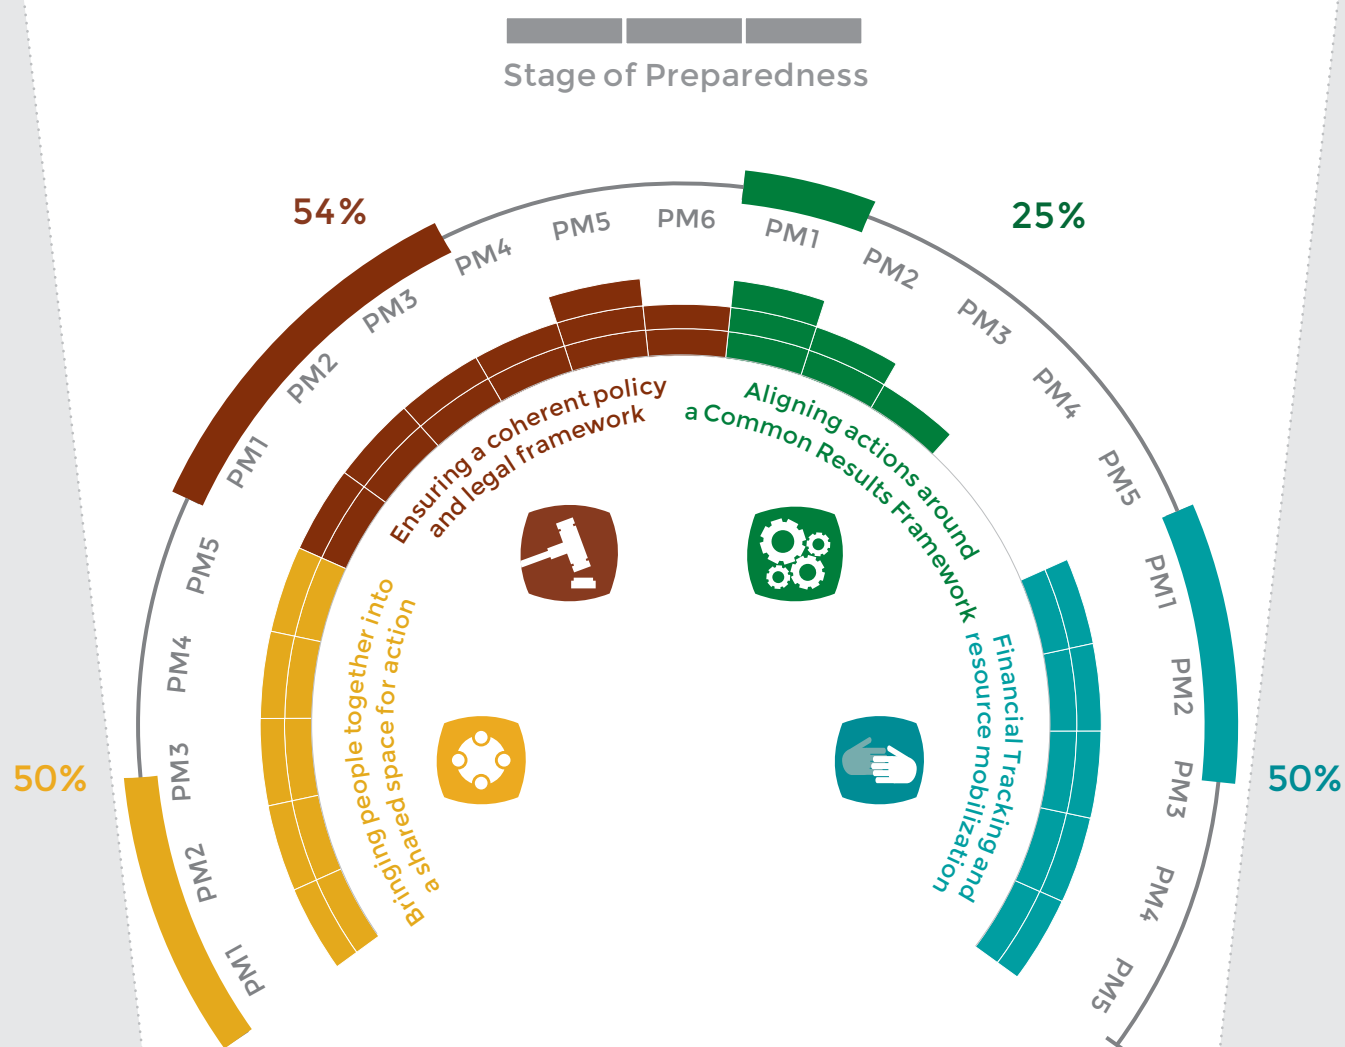 Stage of Preparedness
54%
25%
50%
50%
PM1
PM2
PM3
PM4
PM5
PM1
PM2
PM3
PM4
PM5
PM6
PM1
PM2
PM3
PM4
PM5
PM1
PM2
PM3
PM4
PM5
Bringing people together into
a shared space for action
Ensuring a coherent policy
and legal framework
Aligning actions around
a Common Results Framework
Financial Tracking and
resource mobilization